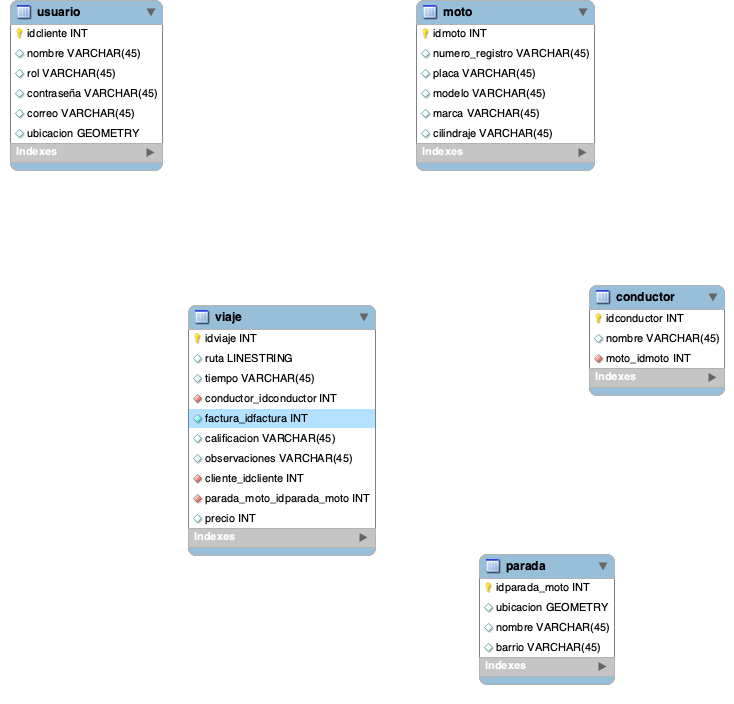 usuario
idcliente INT
nombre VARCHAR(45)
rol VARCHAR(45)
contraseña VARCHAR(45)
correo VARCHAR(45)
ubicacion GEOMETRY
Indexes
moto
idmoto INT
numero_registro VARCHAR(45)
placa VARCHAR(45)
modelo VARCHAR(45)
marca VARCHAR(45)
cilindraje VARCHAR(45)
Indexes
viaje
idviaje INT
ruta LINESTRING
tiempo VARCHAR(45)
conductor_idconductor INT
factura_idfactura INT
calificacion VARCHAR(45)
observaciones VARCHAR(45)
cliente_idcliente INT
parada_moto_idparada_moto INT
precio INT
Indexes
conductor
idconductor INT
nombre VARCHAR(45)
moto_idmoto INT
Indexes
parada
idparada_moto INT
ubicacion GEOMETRY
nombre VARCHAR(45)
barrio VARCHAR(45)
Indexes